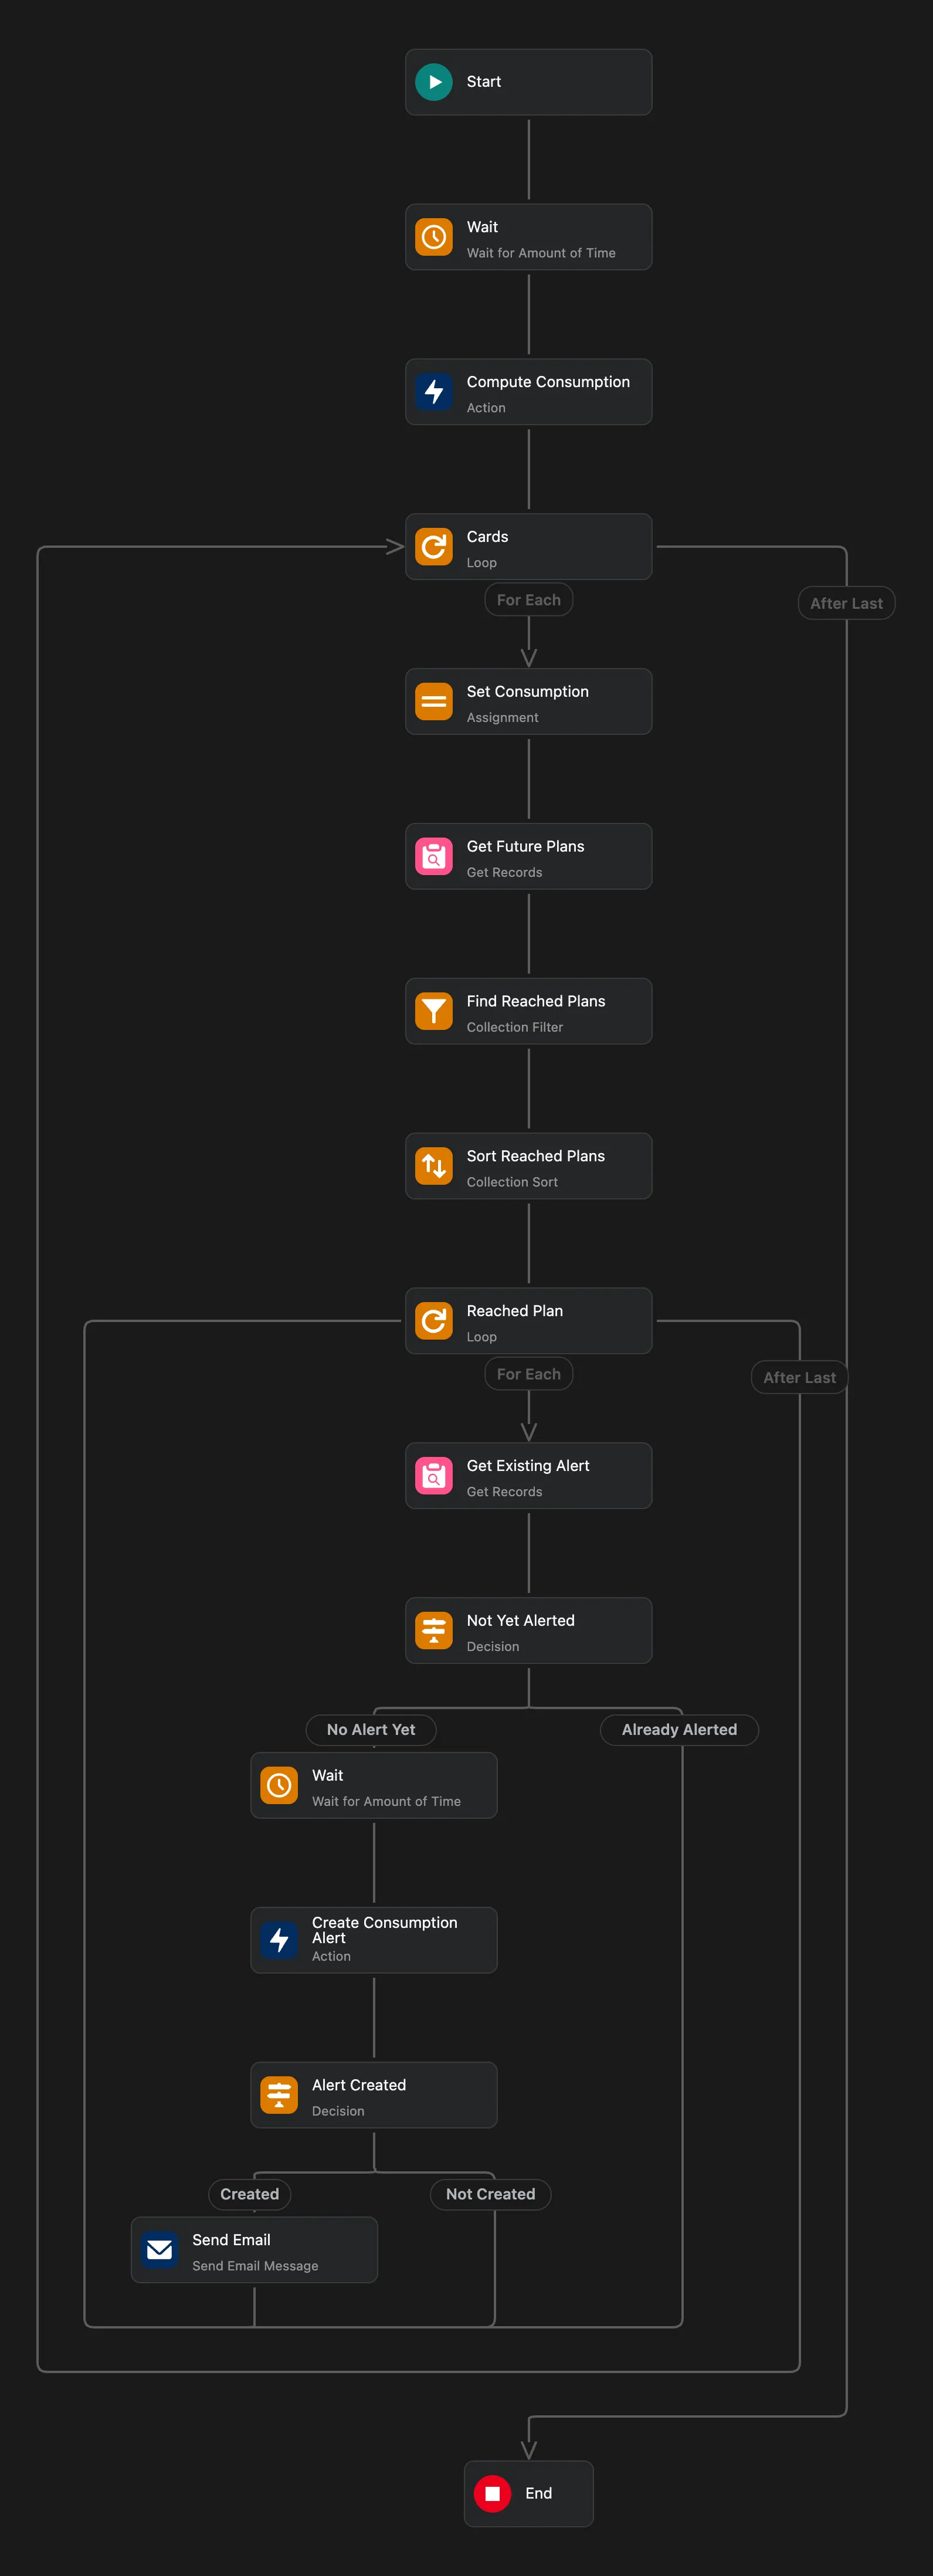 Start
Wait
Wait for Amount of Time
Compute Consumption
Action
Cards
Loop
For Each
After Last
Set Consumption
Assignment
Get Future Plans
Get Records
Find Reached Plans
Collection Filter
Sort Reached Plans
Collection Sort
Reached Plan
Loop
For Each
After Last
Get Existing Alert
Get Records
Not Yet Alerted
Decision
No Alert Yet
Already Alerted
Wait
Wait for Amount of Time
Create Consumption
Alert
Action
Alert Created
Decision
Created
Not Created
Send Email
Send Email Message
End